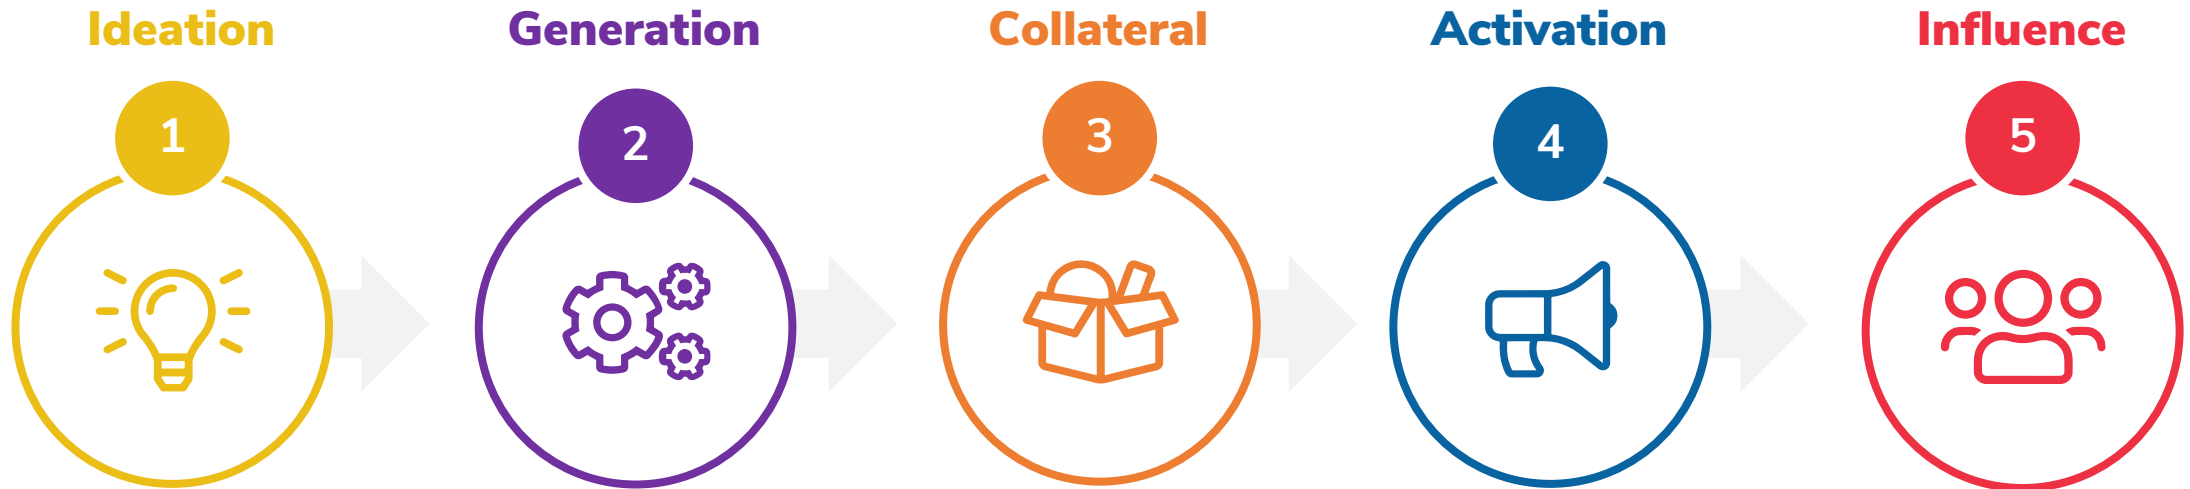 Ideation
Generation
Collateral
Activation
Influence
1
2
3
4
5